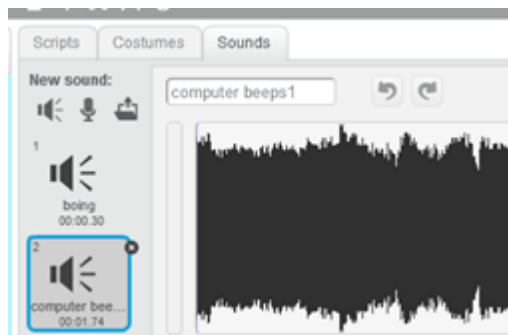 Scripts Costumes Sounds
New sound:
computer beeps1
1
boing
00:00.30
2
computer bee...
00:01.74